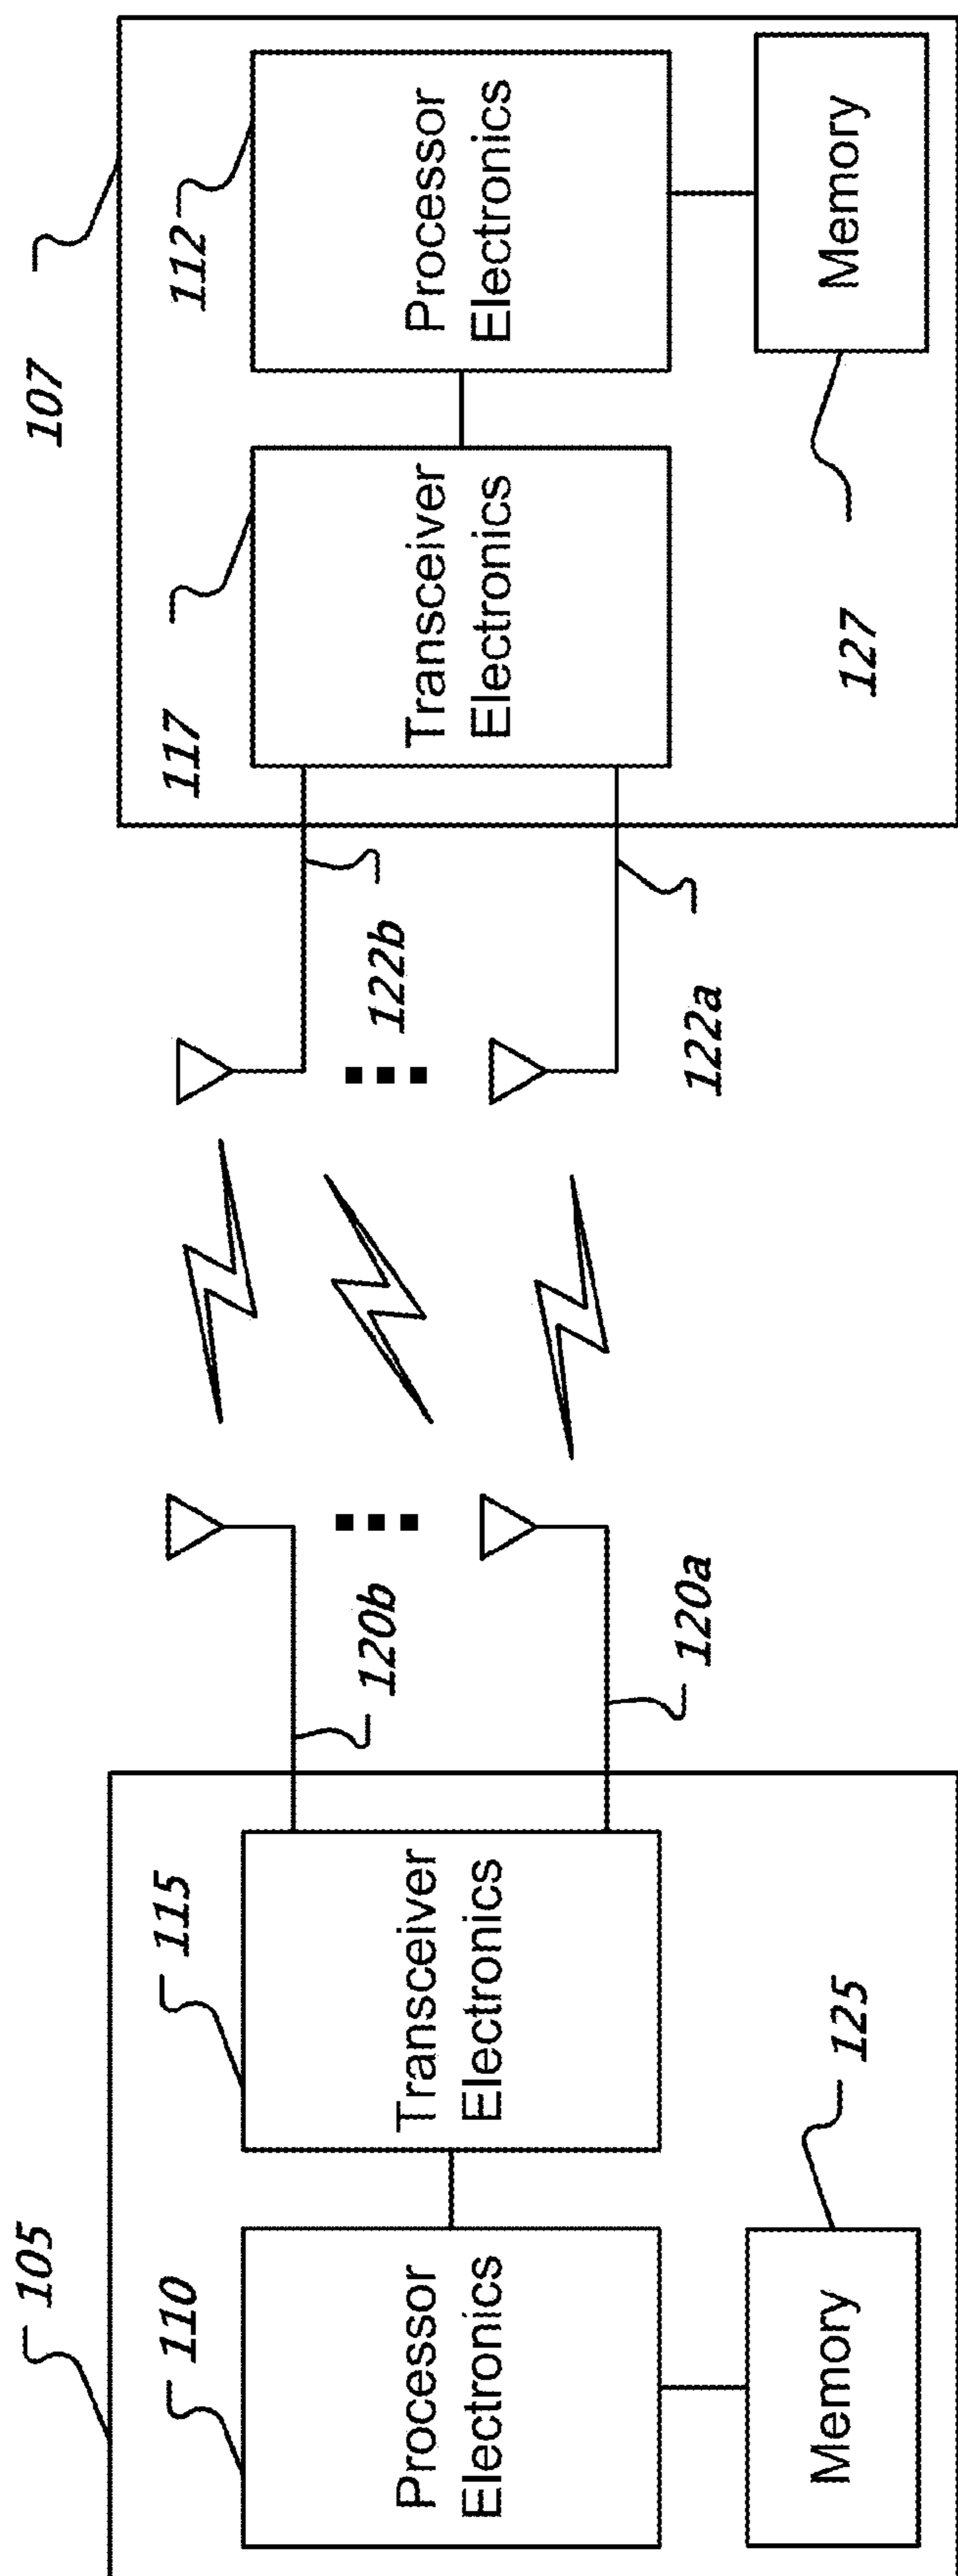 105
110
Processor
Electronics
115
Transceiver
Electronics
Memory
125
120b
120a
122b
122a
107
117
Transceiver
Electronics
112
Processor
Electronics
127
Memory